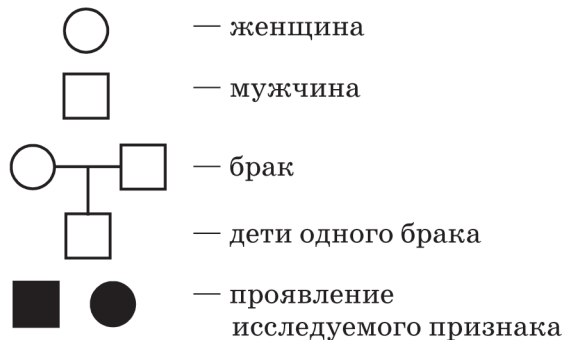 — женщина
— мужчина
— брак
— дети одного брака
— проявление
исследуемого признака